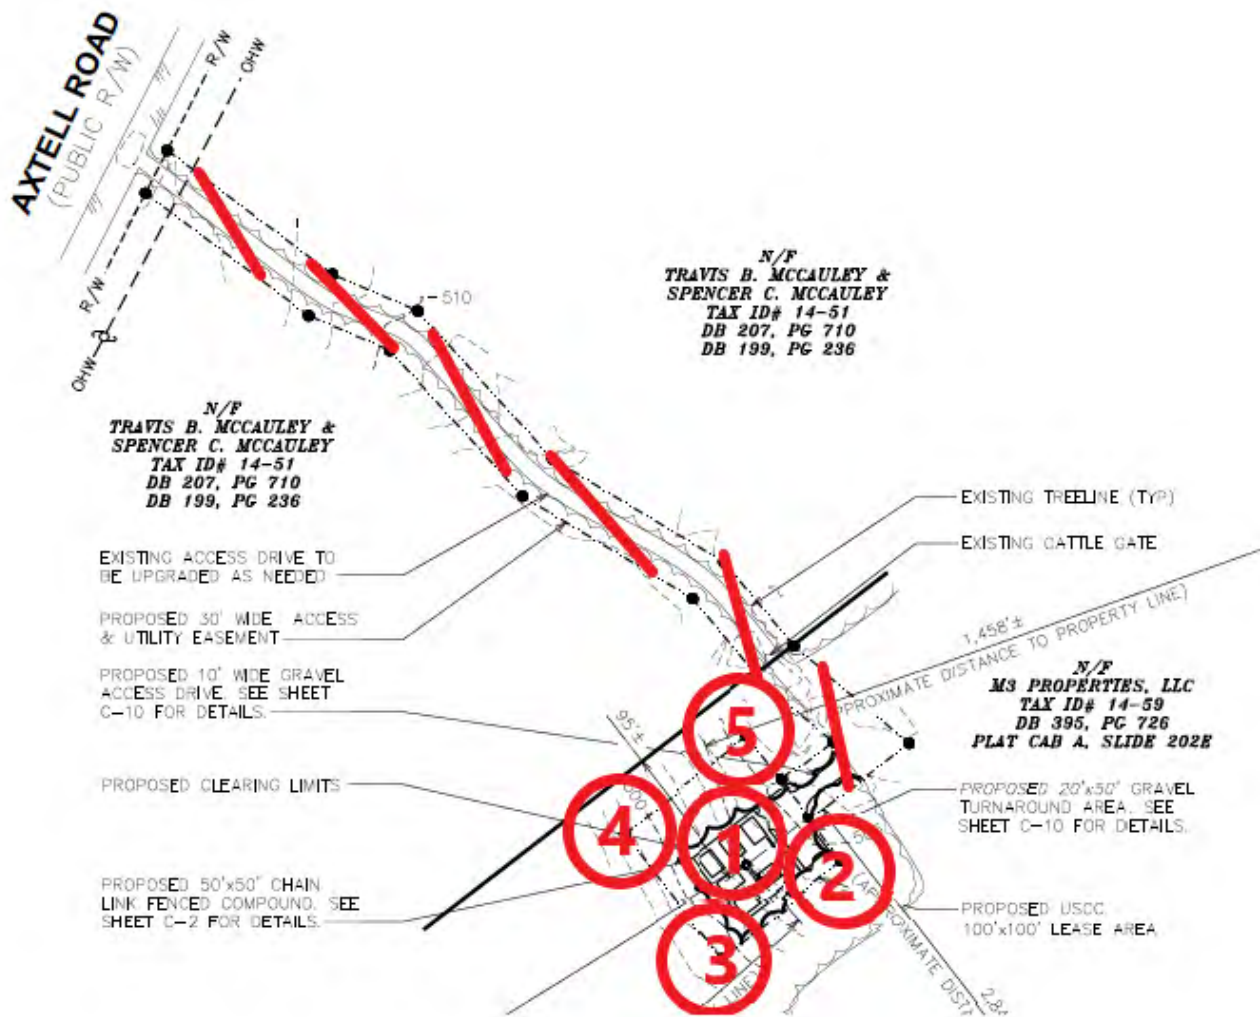 AXTELL ROAD
(PUBLIC R/W)
R/W
OHW
510
R/W
OHW
N/F
TRAVIS B. MCCAULEY &
SPENCER C. MCCAULEY
TAX ID# 14-51
DB 207, PG 710
DB 199, PG 236
N/F
TRAVIS B. MCCAULEY &
SPENCER C. MCCAULEY
TAX ID# 14-51
DB 207, PG 710
DB 199, PG 236
EXISTING TREELINE (TYP)
EXISTING CATTLE GATE
EXISTING ACCESS DRIVE TO
BE UPGRADED AS NEEDED
PROPOSED 30' WIDE ACCESS
& UTILITY EASEMENT
PROPOSED 10' WIDE GRAVEL
ACCESS DRIVE. SEE SHEET
C-10 FOR DETAILS.
1,458'±
(APPROXIMATE DISTANCE TO PROPERTY LINE)
N/F
M3 PROPERTIES, LLC
TAX ID# 14-59
DB 395, PG 726
PLAT CAB A, SLIDE 202E
95'±
5
4
1
2
3
PROPOSED CLEARING LIMITS
PROPOSED 20'x50' GRAVEL
TURNAROUND AREA. SEE
SHEET C-10 FOR DETAILS.
PROPOSED 50'x50' CHAIN
LINK FENCED COMPOUND. SEE
SHEET C-2 FOR DETAILS.
PROPOSED USCC
100'x100' LEASE AREA
LINE)